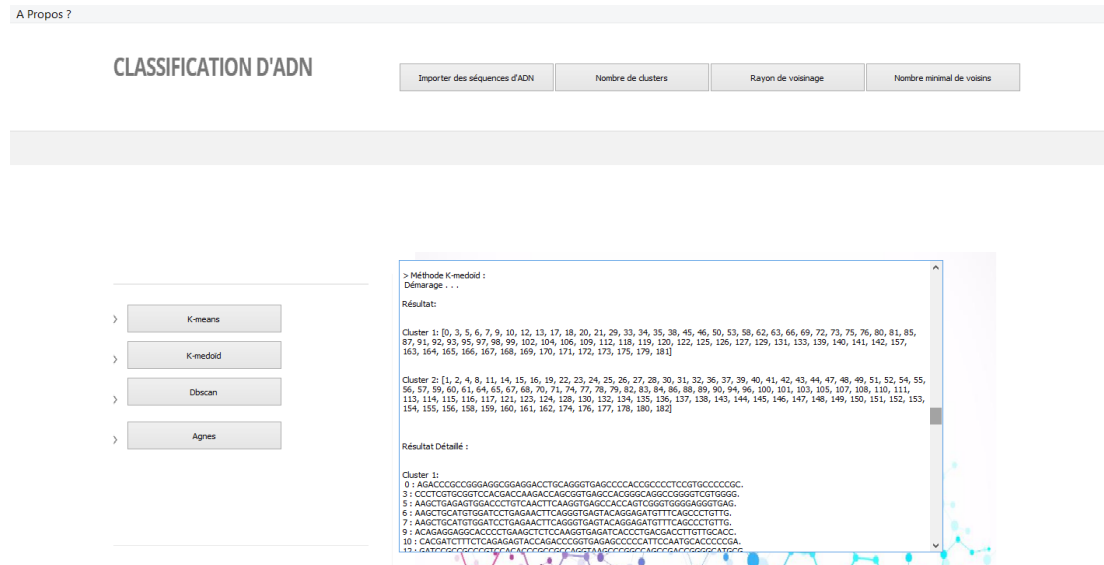 A Propos ?
CLASSIFICATION D'ADN
Importer des séquences d'ADN
Nombre de clusters
Rayon de voisinage
Nombre minimal de voisins
> Méthode K-medoid :
Démarage . . .
Résultat:
Cluster 1: [0, 3, 5, 6, 7, 9, 10, 12, 13, 17, 18, 20, 21, 29, 33, 34, 35, 38, 45, 46, 50, 53, 58, 62, 63, 66, 69, 72, 73, 75, 76, 80, 81, 85,
87, 91, 92, 93, 95, 97, 98, 99, 102, 104, 106, 109, 112, 118, 119, 120, 122, 125, 126, 127, 129, 131, 133, 139, 140, 141, 142, 157,
163, 164, 165, 166, 167, 168, 169, 170, 171, 172, 173, 175, 179, 181]
Cluster 2: [1, 2, 4, 8, 11, 14, 15, 16, 19, 22, 23, 24, 25, 26, 27, 28, 30, 31, 32, 36, 37, 39, 40, 41, 42, 43, 44, 47, 48, 49, 51, 52, 54, 55,
56, 57, 59, 60, 61, 64, 65, 67, 68, 70, 71, 74, 77, 78, 79, 82, 83, 84, 86, 88, 89, 90, 94, 96, 100, 101, 103, 105, 107, 108, 110, 111,
113, 114, 115, 116, 117, 121, 123, 124, 128, 130, 132, 134, 135, 136, 137, 138, 143, 144, 145, 146, 147, 148, 149, 150, 151, 152, 153,
154, 155, 156, 158, 159, 160, 161, 162, 174, 176, 177, 178, 180, 182]
Résultat Détaillé :
Cluster 1:
0 : AGACCCGCCGGGAGGCGGAGGACCTGCAGGGTGAGCCCCACCGCCCCTCCGTGCCCCCGC.
3 : CCCTCGTGCGGTCCACGACCAAGACCAGCGGTGAGCCACGGGCAGGCCGGGGTCGTGGGG.
5 : AAGCTGAGAGTGGACCCTGTCAACTTCAAGGTGAGCCACCAGTCGGGTGGGGAGGGTGAG.
6 : AAGCTGCATGTGGATCCTGAGAACTTCAGGGTGAGTACAGGAGATGTTTCAGCCCTGTTG.
7 : AAGCTGCATGTGGATCCTGAGAACTTCAGGGTGAGTACAGGAGATGTTTCAGCCCTGTTG.
9 : ACAGAGGAGGCACCCCTGAAGCTCTCCAAGGTGAGATCACCCTGACGACCTTGTTGCACC.
10 : CACGATCTTTCTCAGAGAGTACCAGACCCGGTGAGAGCCCCCATTCCAATGCACCCCCGA.
K-means
K-medoid
Dbscan
Agnes